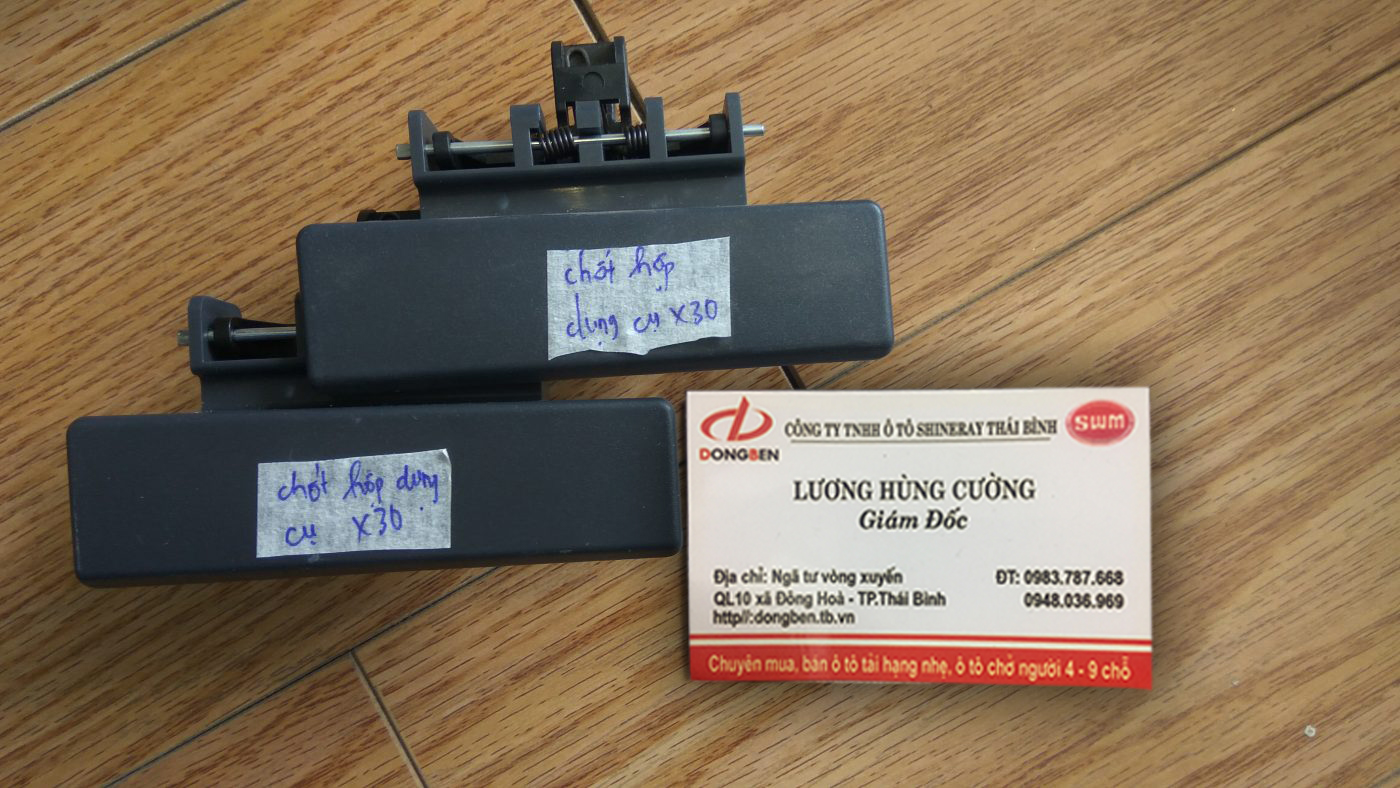 chốt hộp
dụng cụ X30
chốt hộp dụng
cụ X30
DONGBEN
CÔNG TY TNHH Ô TÔ SHINERAY THÁI BÌNH
SWM
LƯƠNG HÙNG CƯỜNG
Giám Đốc
Địa chỉ: Ngã tư vòng xuyến
QL10 xã Đông Hoà - TP.Thái Bình
http//:dongben.tb.vn
ĐT: 0983.787.668
0948.036.969
Chuyên mua, bán ô tô tải hạng nhẹ, ô tô chở người 4 - 9 chỗ